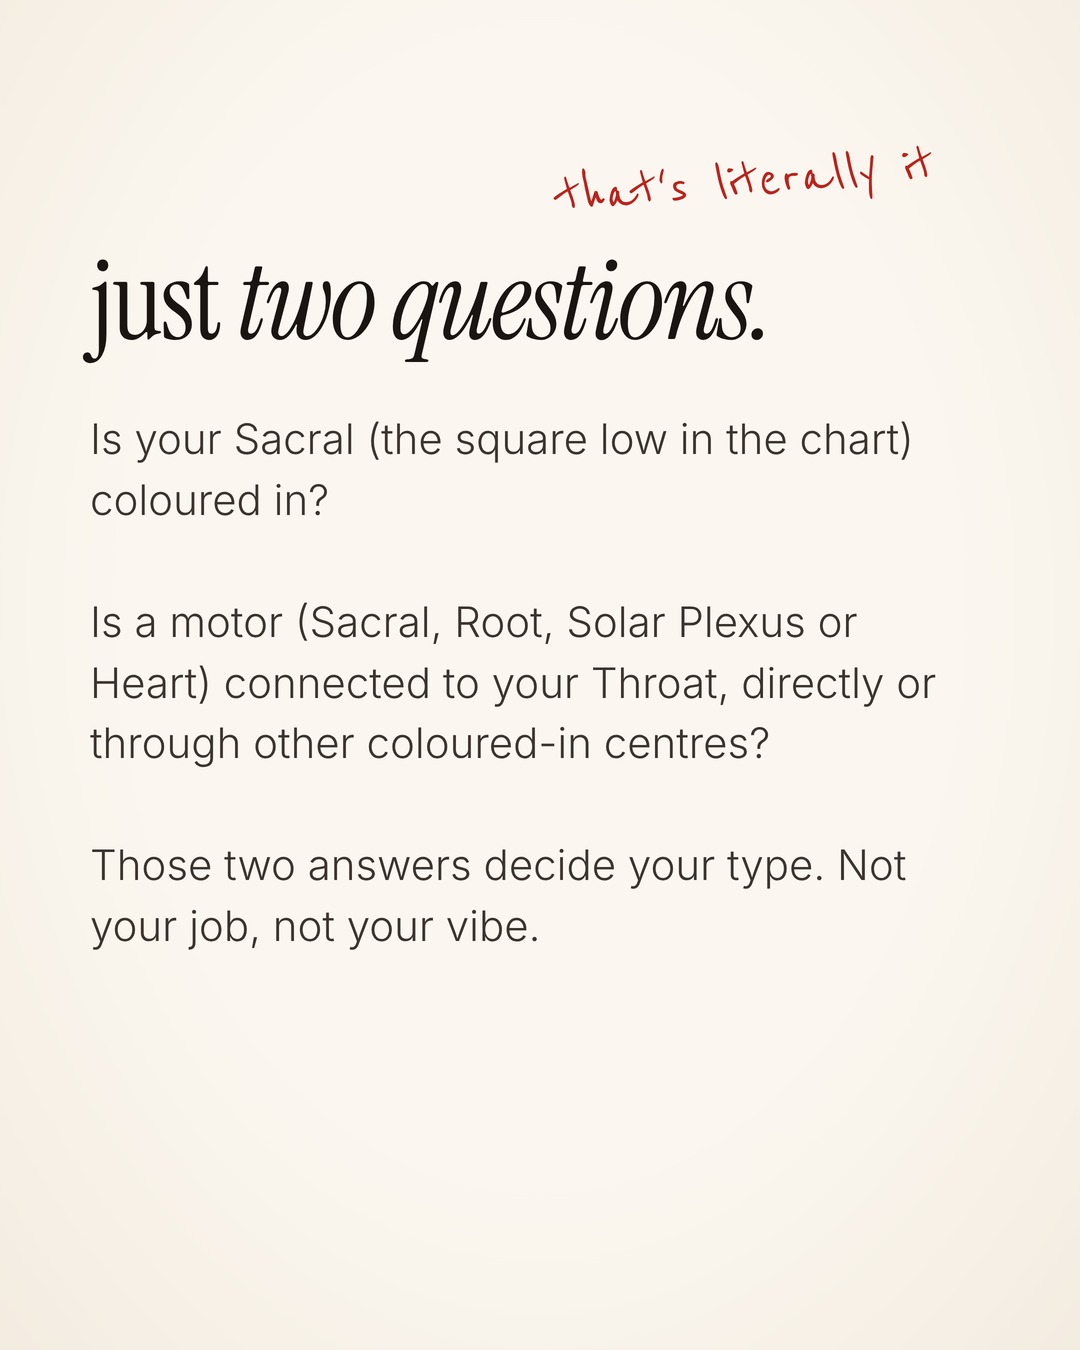 that's literally it
just two questions.
Is your Sacral (the square low in the chart)
coloured in?
Is a motor (Sacral, Root, Solar Plexus or
Heart) connected to your Throat, directly or
through other coloured-in centres?
Those two answers decide your type. Not
your job, not your vibe.